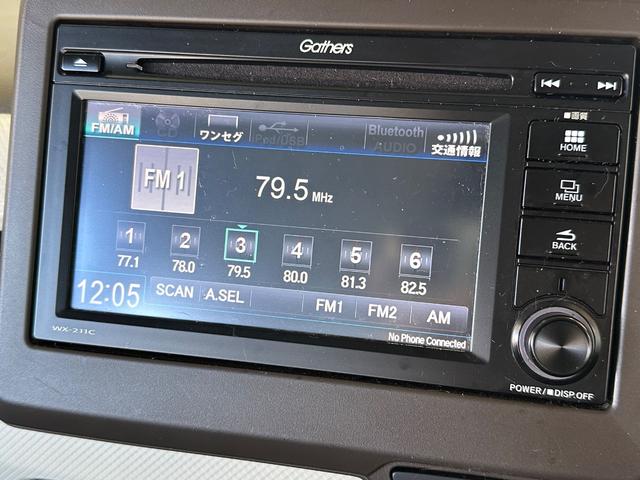 Gathers
画質
FM/AM
CD
ワンセグ
iPod/USB
Bluetooth
AUDIO
交通情報
HOME
FM 1
79.5 MHz
MENU
1 2 3 4 5 6
77.1 78.0 79.5 80.0 81.3 82.5
BACK
12:05 SCAN A.SEL FM1 FM2 AM
WX-211C
No Phone Connected
POWER/DISP.OFF